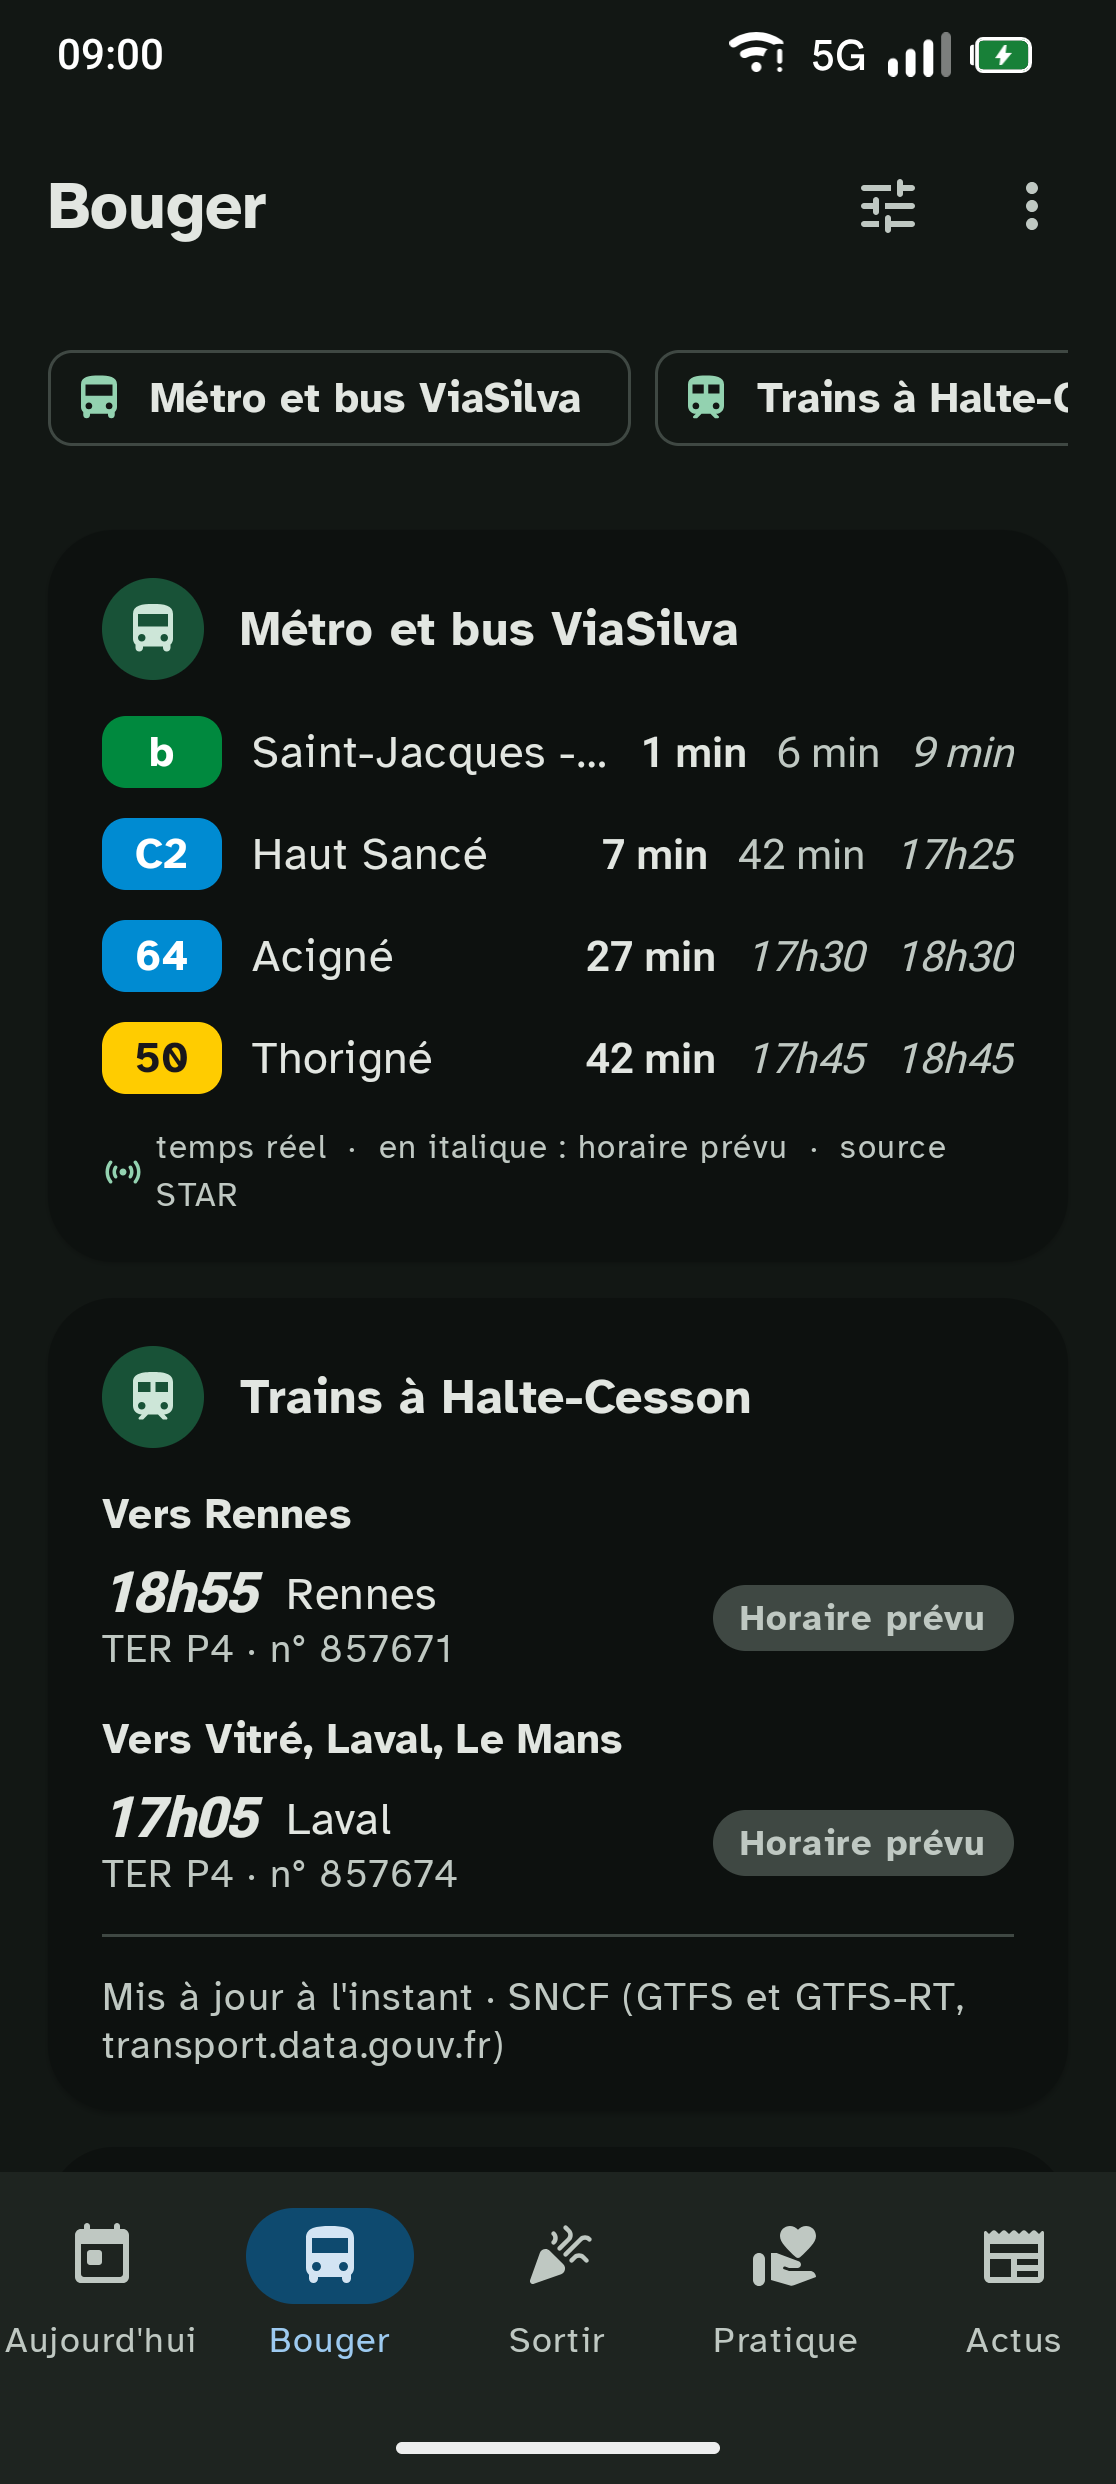 09:00
5G
Bouger
Métro et bus ViaSilva
Trains à Halte-C
Métro et bus ViaSilva
b Saint-Jacques -... 1 min 6 min 9 min
C2 Haut Sancé 7 min 42 min 17h25
64 Acigné 27 min 17h30 18h30
50 Thorigné 42 min 17h45 18h45
temps réel · en italique : horaire prévu · source
STAR
Trains à Halte-Cesson
Vers Rennes
18h55 Rennes
Horaire prévu
TER P4 · n° 857671
Vers Vitré, Laval, Le Mans
17h05 Laval
Horaire prévu
TER P4 · n° 857674
Mis à jour à l'instant · SNCF (GTFS et GTFS-RT,
transport.data.gouv.fr)
Aujourd'hui
Bouger
Sortir
Pratique
Actus